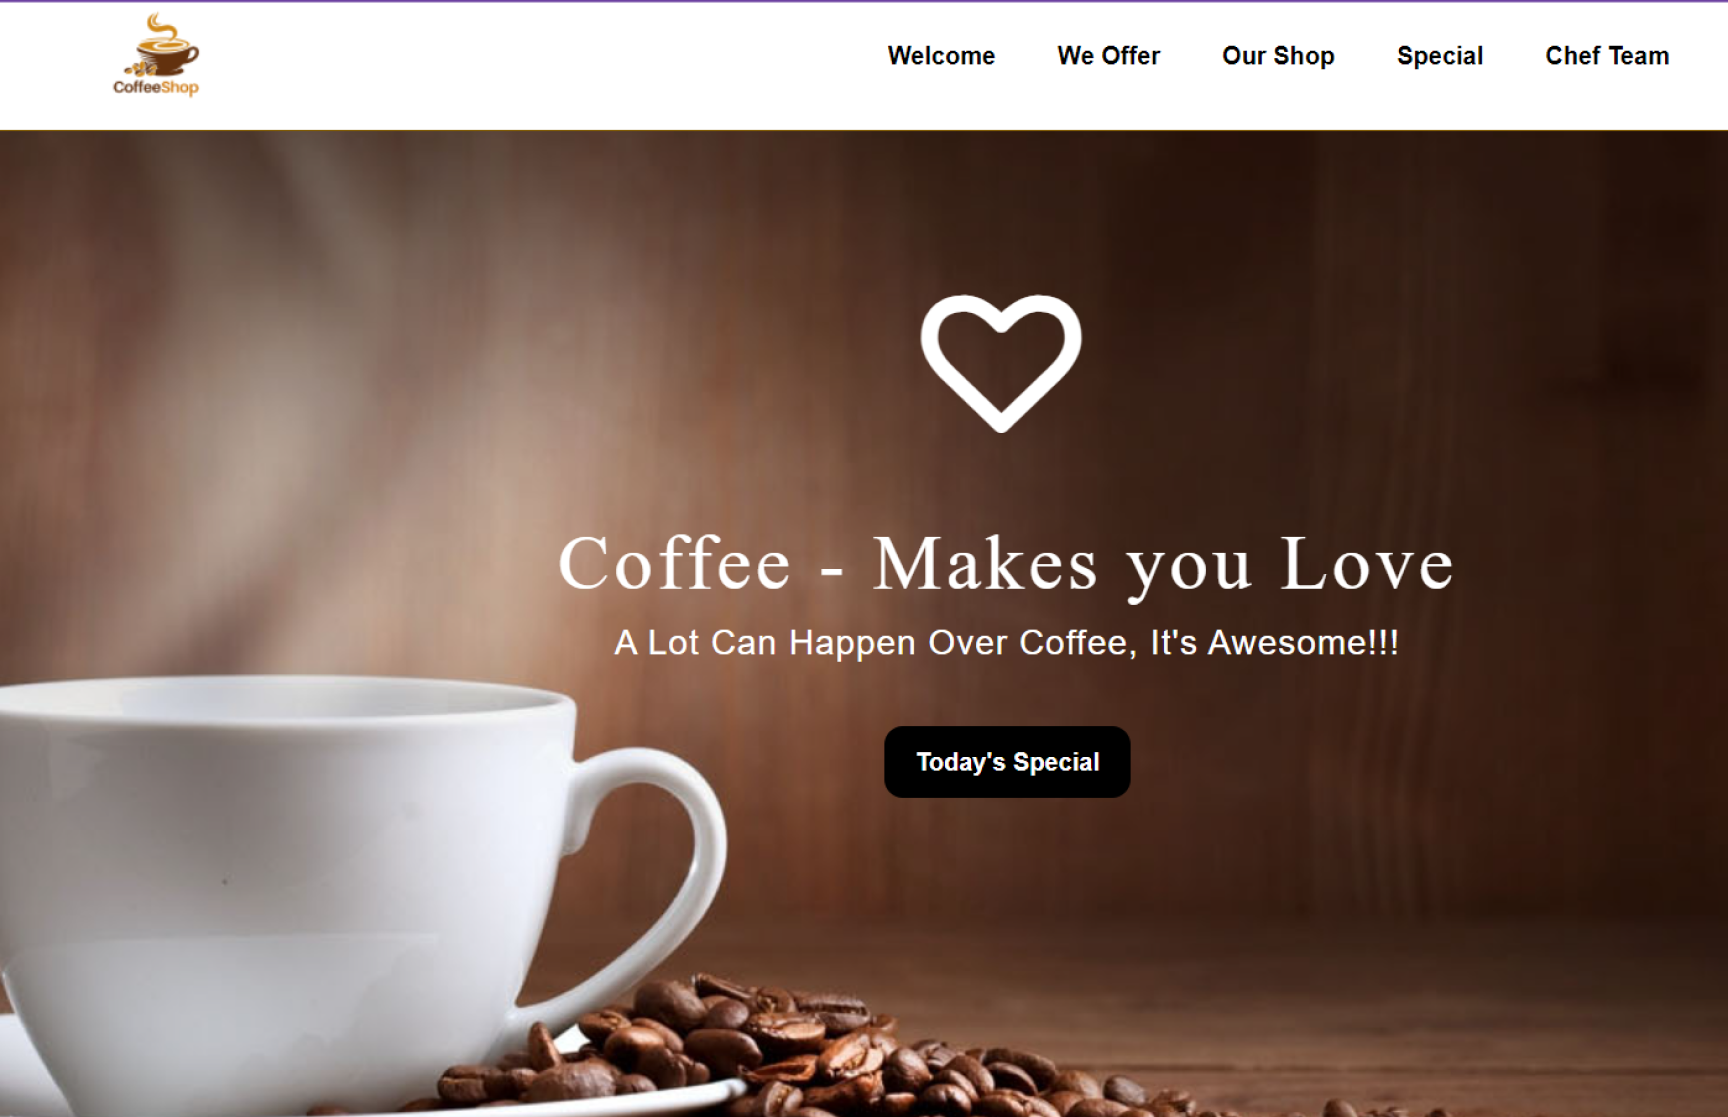 CoffeeShop
Welcome We Offer Our Shop Special Chef Team
Coffee - Makes you Love
A Lot Can Happen Over Coffee, It's Awesome!!!
Today's Special